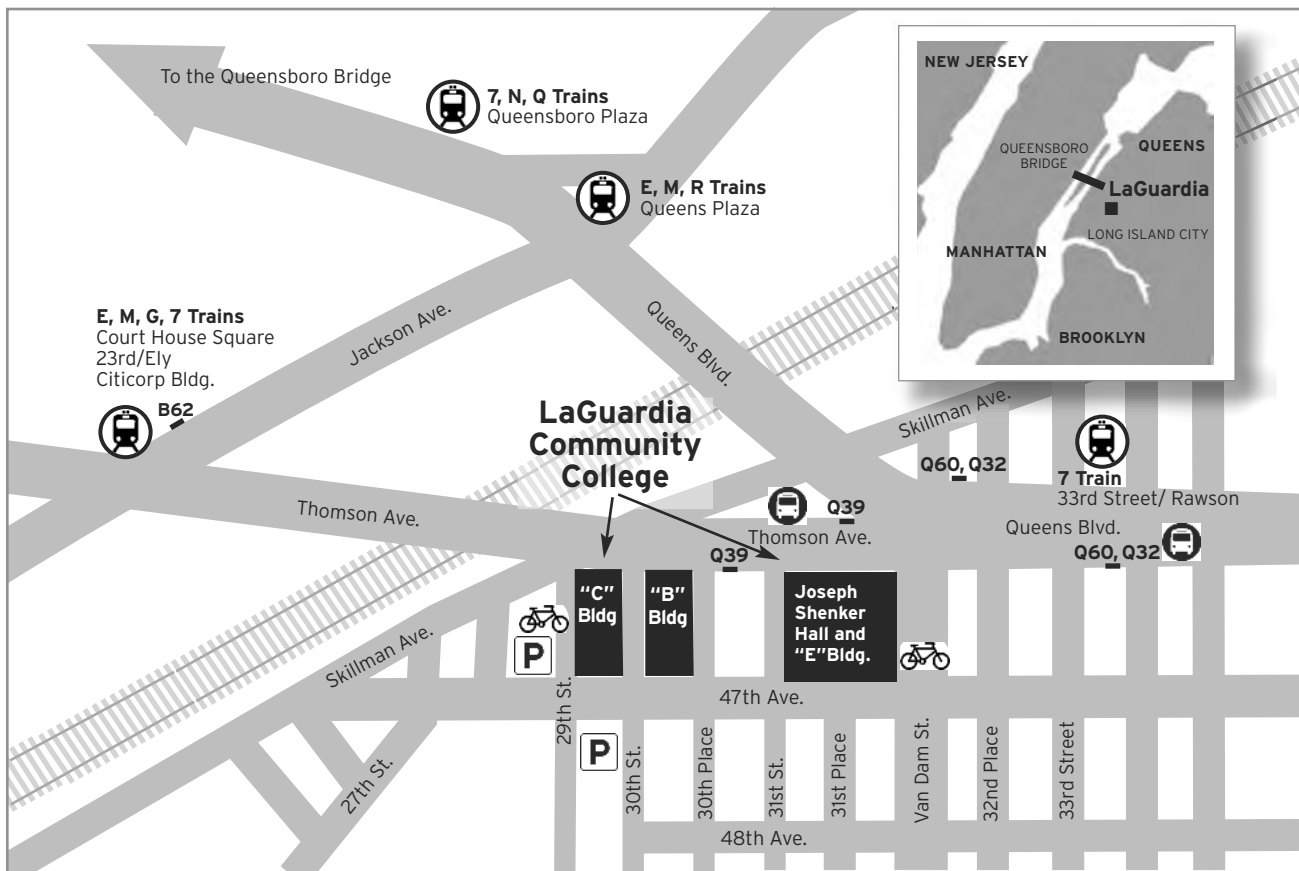 To the Queensboro Bridge
7, N, Q Trains
Queensboro Plaza
E, M, R Trains
Queens Plaza
NEW JERSEY
QUEENSBORO
BRIDGE
QUEENS
LaGuardia
LONG ISLAND CITY
MANHATTAN
BROOKLYN
E, M, G, 7 Trains
Court House Square
23rd/Ely
Citicorp Bldg.
B62
Jackson Ave.
Queens Blvd.
Skillman Ave.
LaGuardia
Community
College
Q60, Q32
7 Train
33rd Street/ Rawson
Thomson Ave.
Q39
Thomson Ave.
Queens Blvd.
Q39
Q60, Q32
"C"
Bldg
"B"
Bldg
Joseph
Shenker
Hall and
"E"Bldg.
P
Skillman Ave.
47th Ave.
29th St.
P
27th St.
30th St.
30th Place
31st St.
31st Place
Van Dam St.
32nd Place
33rd Street
48th Ave.